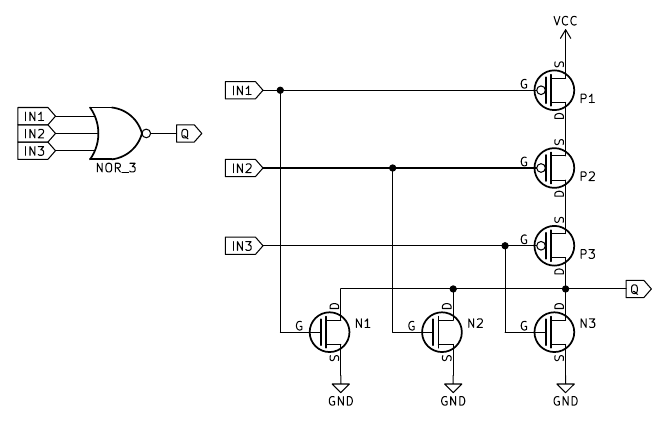 VCC
S
IN1
G
P1
D
IN1
IN2
IN3
Q
NOR_3
S
IN2
G
P2
D
S
IN3
G
P3
D
Q
D
G
N1
S
GND
D
G
N2
S
GND
D
G
N3
S
GND